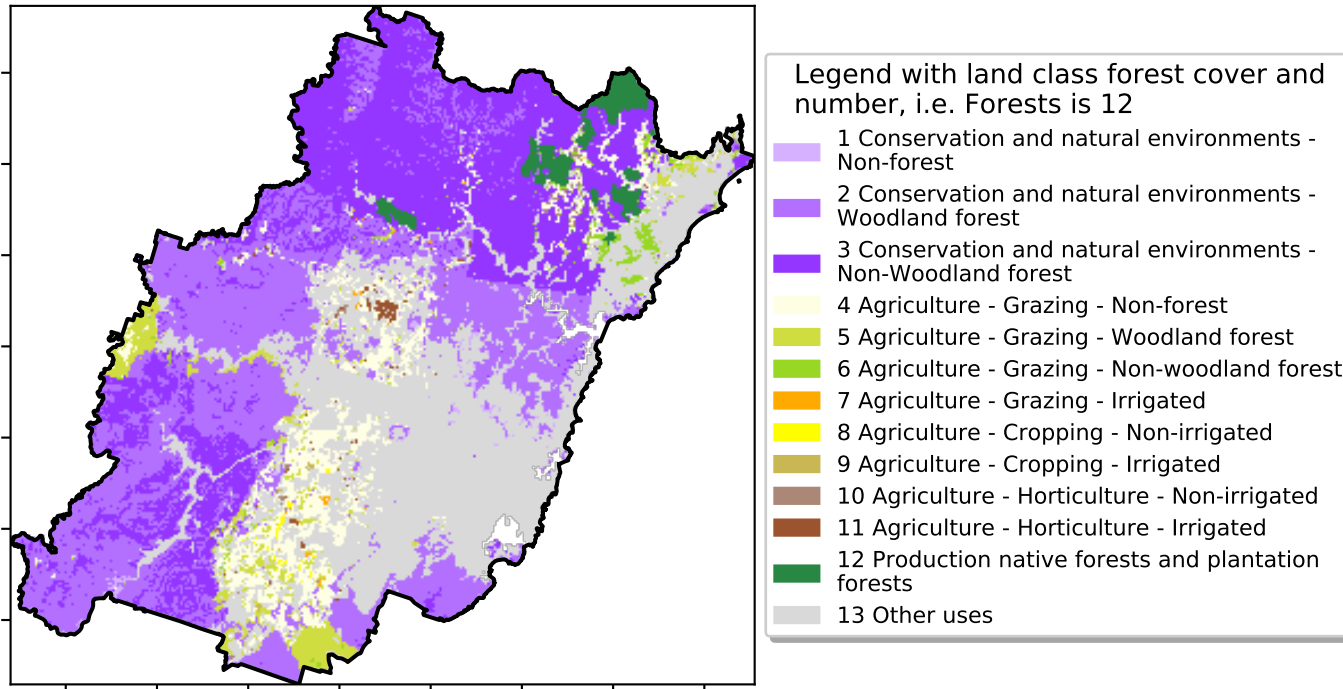 Legend with land class forest cover and
number, i.e. Forests is 12
1 Conservation and natural environments -
Non-forest
2 Conservation and natural environments -
Woodland forest
3 Conservation and natural environments -
Non-Woodland forest
4 Agriculture - Grazing - Non-forest
5 Agriculture - Grazing - Woodland forest
6 Agriculture - Grazing - Non-woodland forest
7 Agriculture - Grazing - Irrigated
8 Agriculture - Cropping - Non-irrigated
9 Agriculture - Cropping - Irrigated
10 Agriculture - Horticulture - Non-irrigated
11 Agriculture - Horticulture - Irrigated
12 Production native forests and plantation
forests
13 Other uses